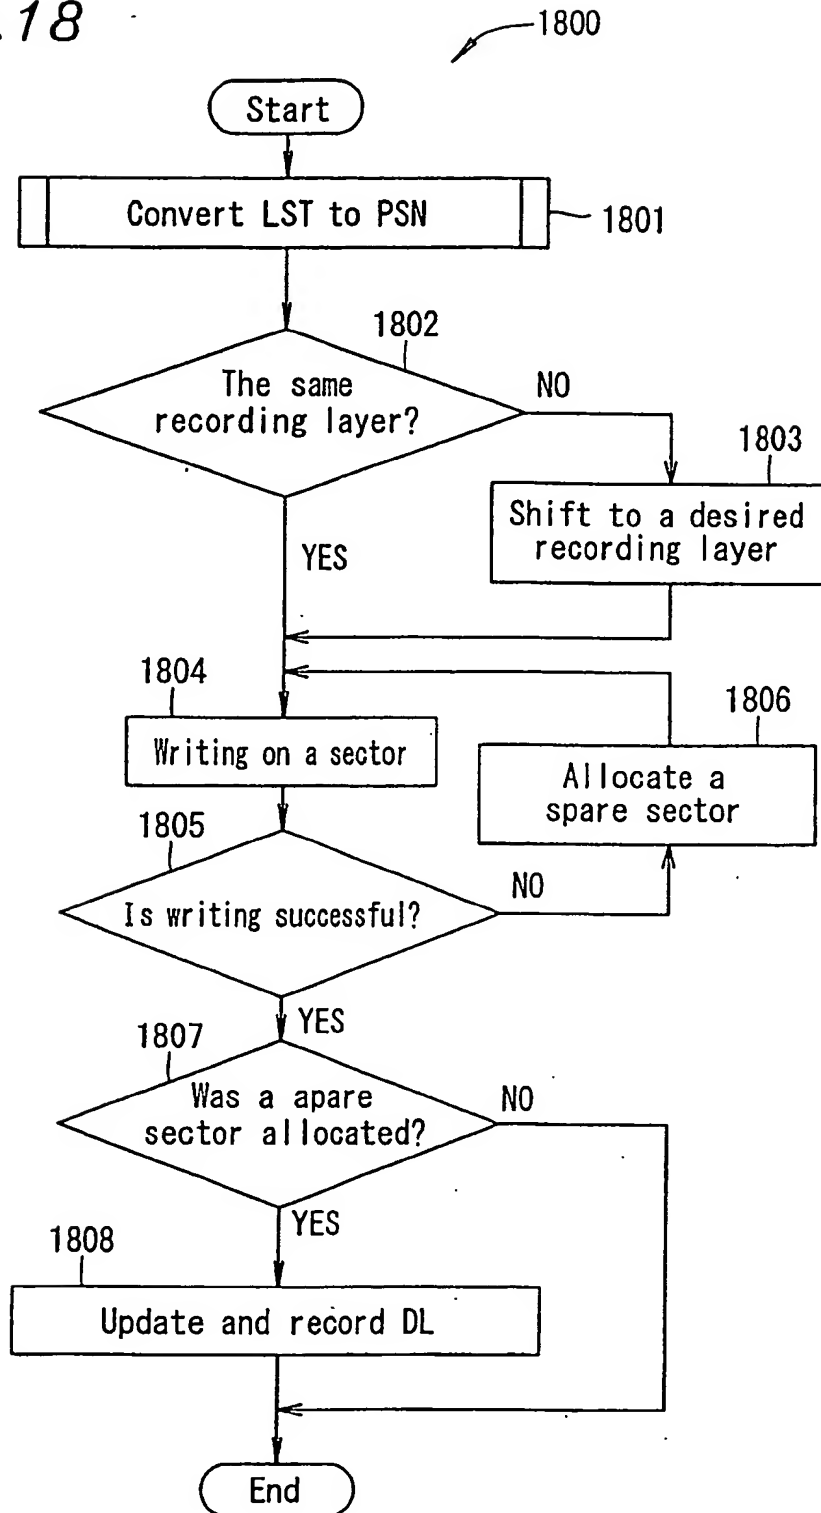 .18
1800
Start
Convert LST to PSN
1801
1802
The same
recording layer?
NO
1803
Shift to a desired
recording layer
YES
1804
Writing on a sector
1806
Allocate a
spare sector
1805
Is writing successful?
NO
YES
1807
Was a apare
sector allocated?
NO
YES
1808
Update and record DL
End